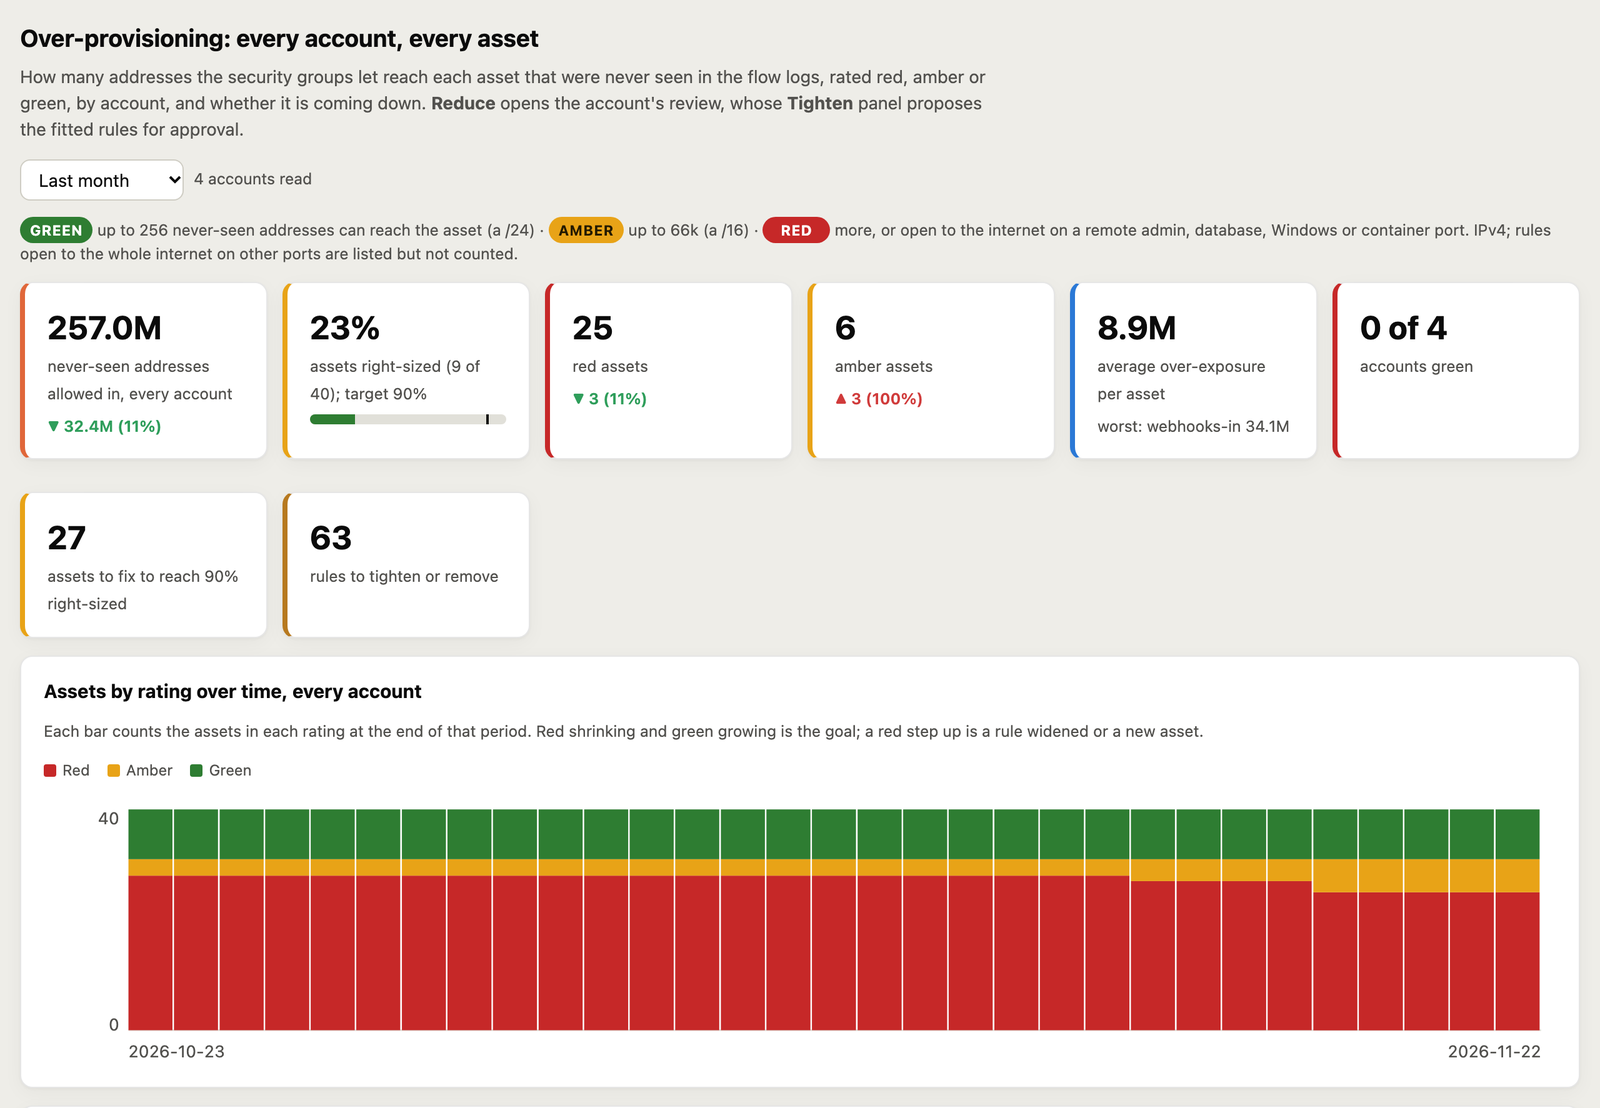 Over-provisioning: every account, every asset
How many addresses the security groups let reach each asset that were never seen in the flow logs, rated red, amber or
green, by account, and whether it is coming down. Reduce opens the account's review, whose Tighten panel proposes
the fitted rules for approval.
Last month
4 accounts read
GREEN up to 256 never-seen addresses can reach the asset (a /24) · AMBER up to 66k (a /16) · RED more, or open to the internet on a remote admin, database, Windows or container port. IPv4; rules
open to the whole internet on other ports are listed but not counted.
257.0M
never-seen addresses
allowed in, every account
▼ 32.4M (11%)
23%
assets right-sized (9 of
40); target 90%
25
red assets
▼ 3 (11%)
6
amber assets
▲ 3 (100%)
8.9M
average over-exposure
per asset
worst: webhooks-in 34.1M
0 of 4
accounts green
27
assets to fix to reach 90%
right-sized
63
rules to tighten or remove
Assets by rating over time, every account
Each bar counts the assets in each rating at the end of that period. Red shrinking and green growing is the goal; a red step up is a rule widened or a new asset.
Red Amber Green
40
0
2026-10-23
2026-11-22